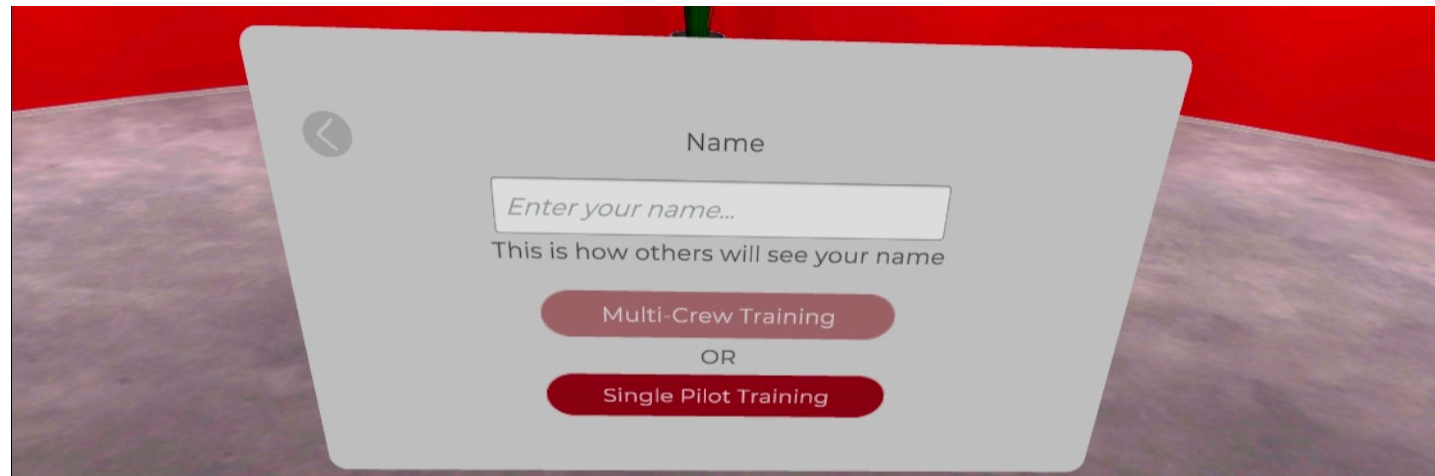 Name
Enter your name...
This is how others will see your name
Multi-Crew Training
OR
Single Pilot Training